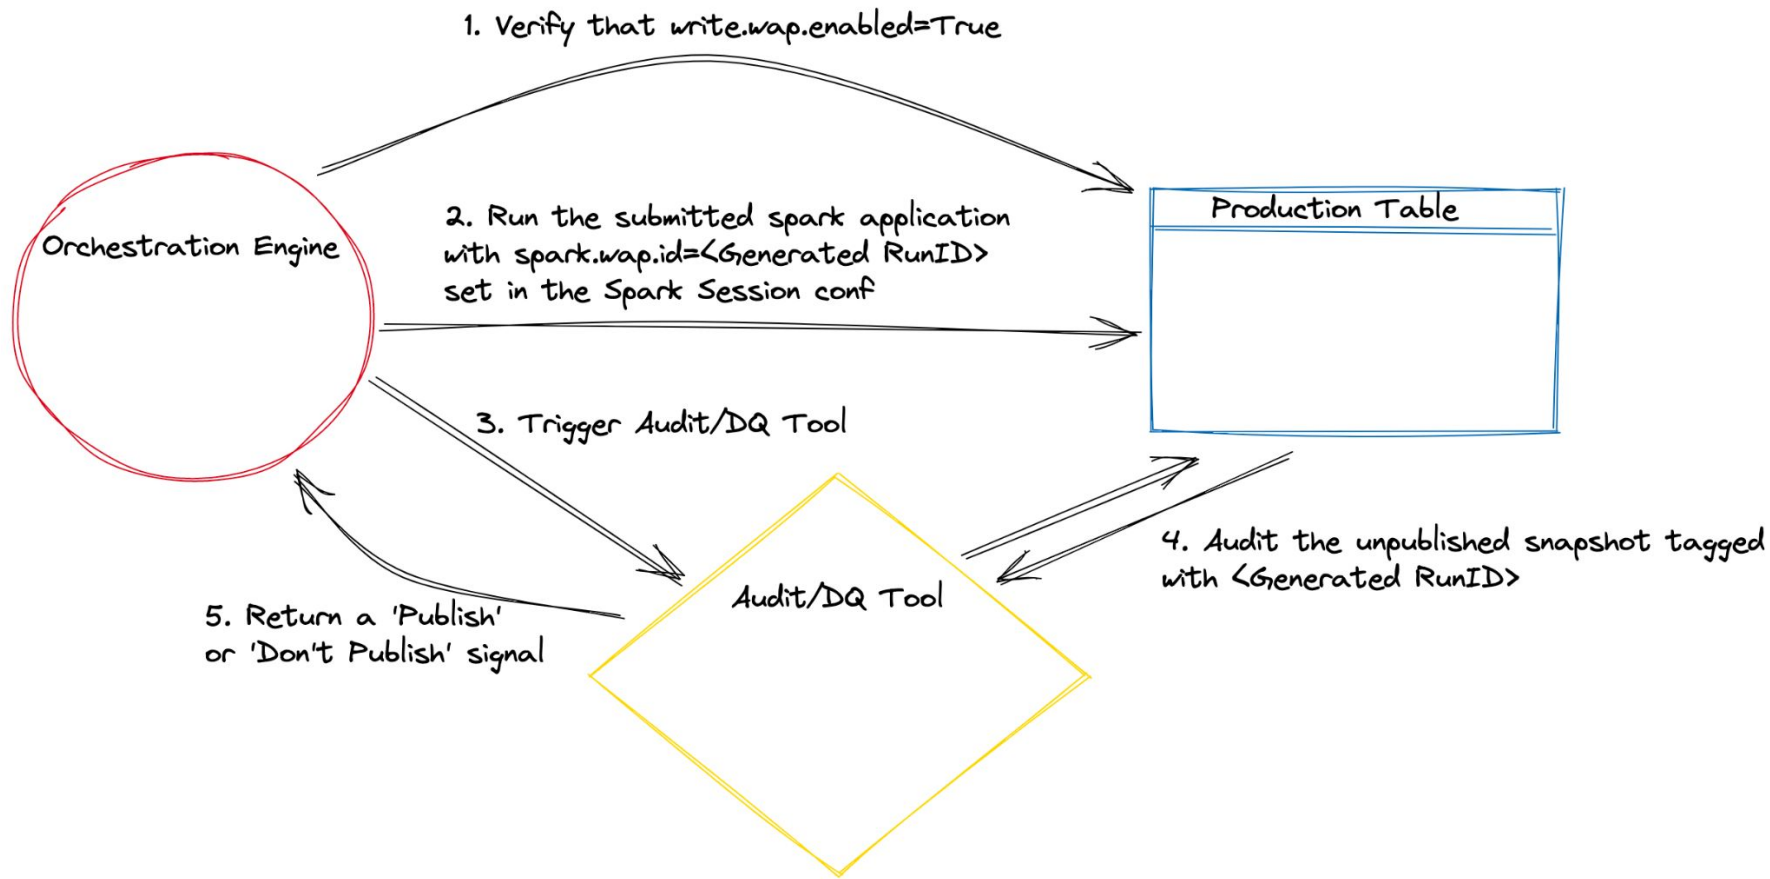 1. Verify that write.wap.enabled=True
Orchestration Engine
2. Run the submitted spark application
with spark.wap.id=<Generated RunID>
set in the Spark Session conf
Production Table
3. Trigger Audit/DQ Tool
4. Audit the unpublished snapshot tagged
with <Generated RunID>
Audit/DQ Tool
5. Return a 'Publish'
or 'Don't Publish' signal